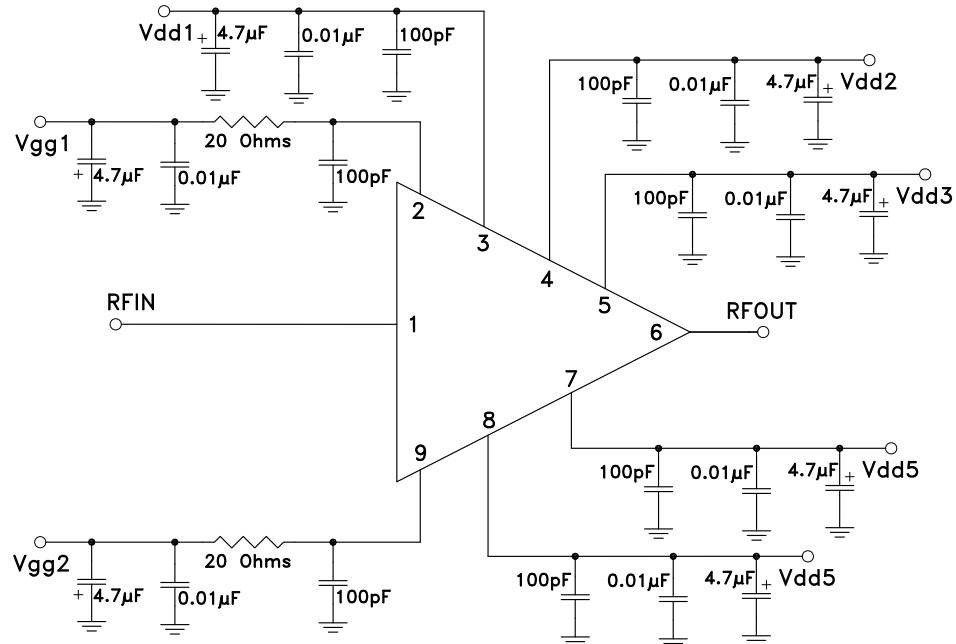 Vdd1
+
4.7µF
0.01µF
100pF
100pF
0.01µF
4.7µF
+
Vdd2
Vgg1
20 Ohms
+
4.7µF
0.01µF
100pF
100pF
0.01µF
4.7µF
+
Vdd3
2
3
4
5
RFIN
1
6
RFOUT
7
8
9
100pF
0.01µF
4.7µF
+
Vdd5
Vgg2
20 Ohms
+
4.7µF
0.01µF
100pF
100pF
0.01µF
4.7µF
+
Vdd5